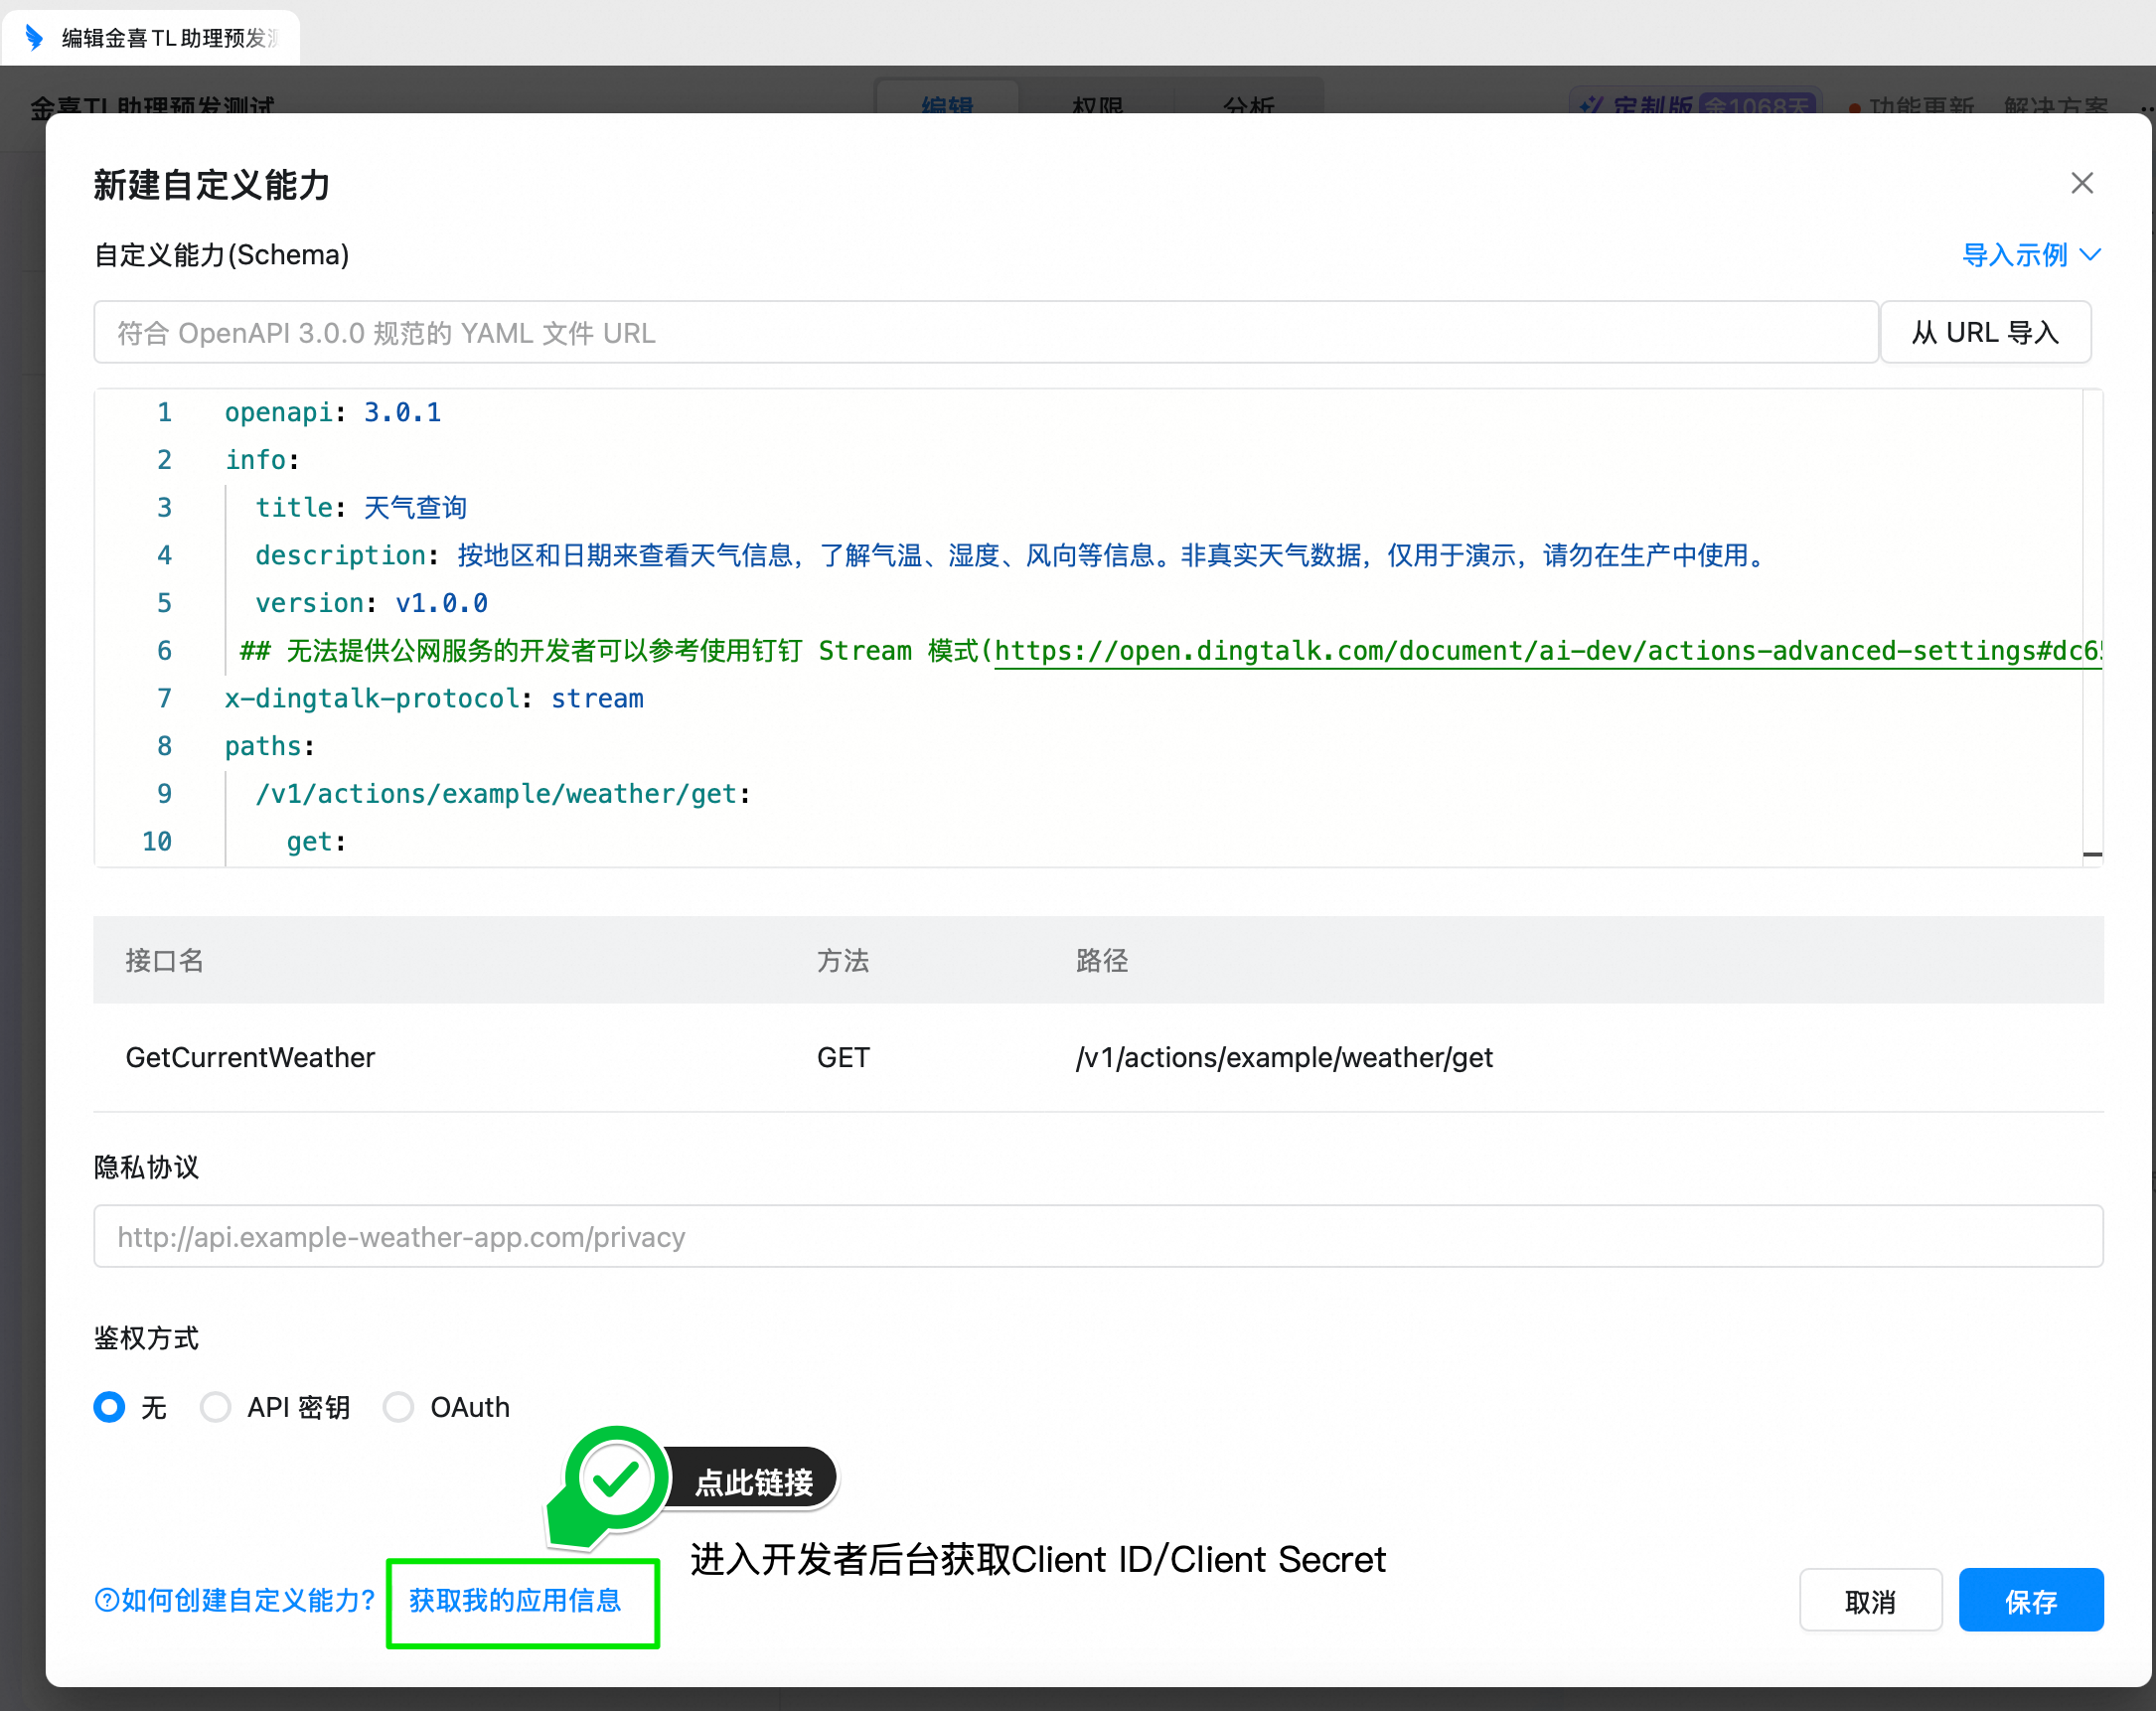 编辑金喜 TL 助理预发
金喜TL助理预发测试
编辑
权限
分析
定制版
余1068天
功能更新
解决方案
新建自定义能力
自定义能力(Schema)
导入示例
符合 OpenAPI 3.0.0 规范的 YAML 文件 URL
从 URL 导入
1 openapi: 3.0.1
2 info:
3 title: 天气查询
4 description: 按地区和日期来查看天气信息，了解气温、湿度、风向等信息。非真实天气数据，仅用于演示，请勿在生产中使用。
5 version: v1.0.0
6 ## 无法提供公网服务的开发者可以参考使用钉钉 Stream 模式(https://open.dingtalk.com/document/ai-dev/actions-advanced-settings#dc6
7 x-dingtalk-protocol: stream
8 paths:
9 /v1/actions/example/weather/get:
10 get:
接口名 方法 路径
GetCurrentWeather GET /v1/actions/example/weather/get
隐私协议
http://api.example-weather-app.com/privacy
鉴权方式
无 API 密钥 OAuth
点此链接
进入开发者后台获取Client ID/Client Secret
如何创建自定义能力? 获取我的应用信息
取消 保存